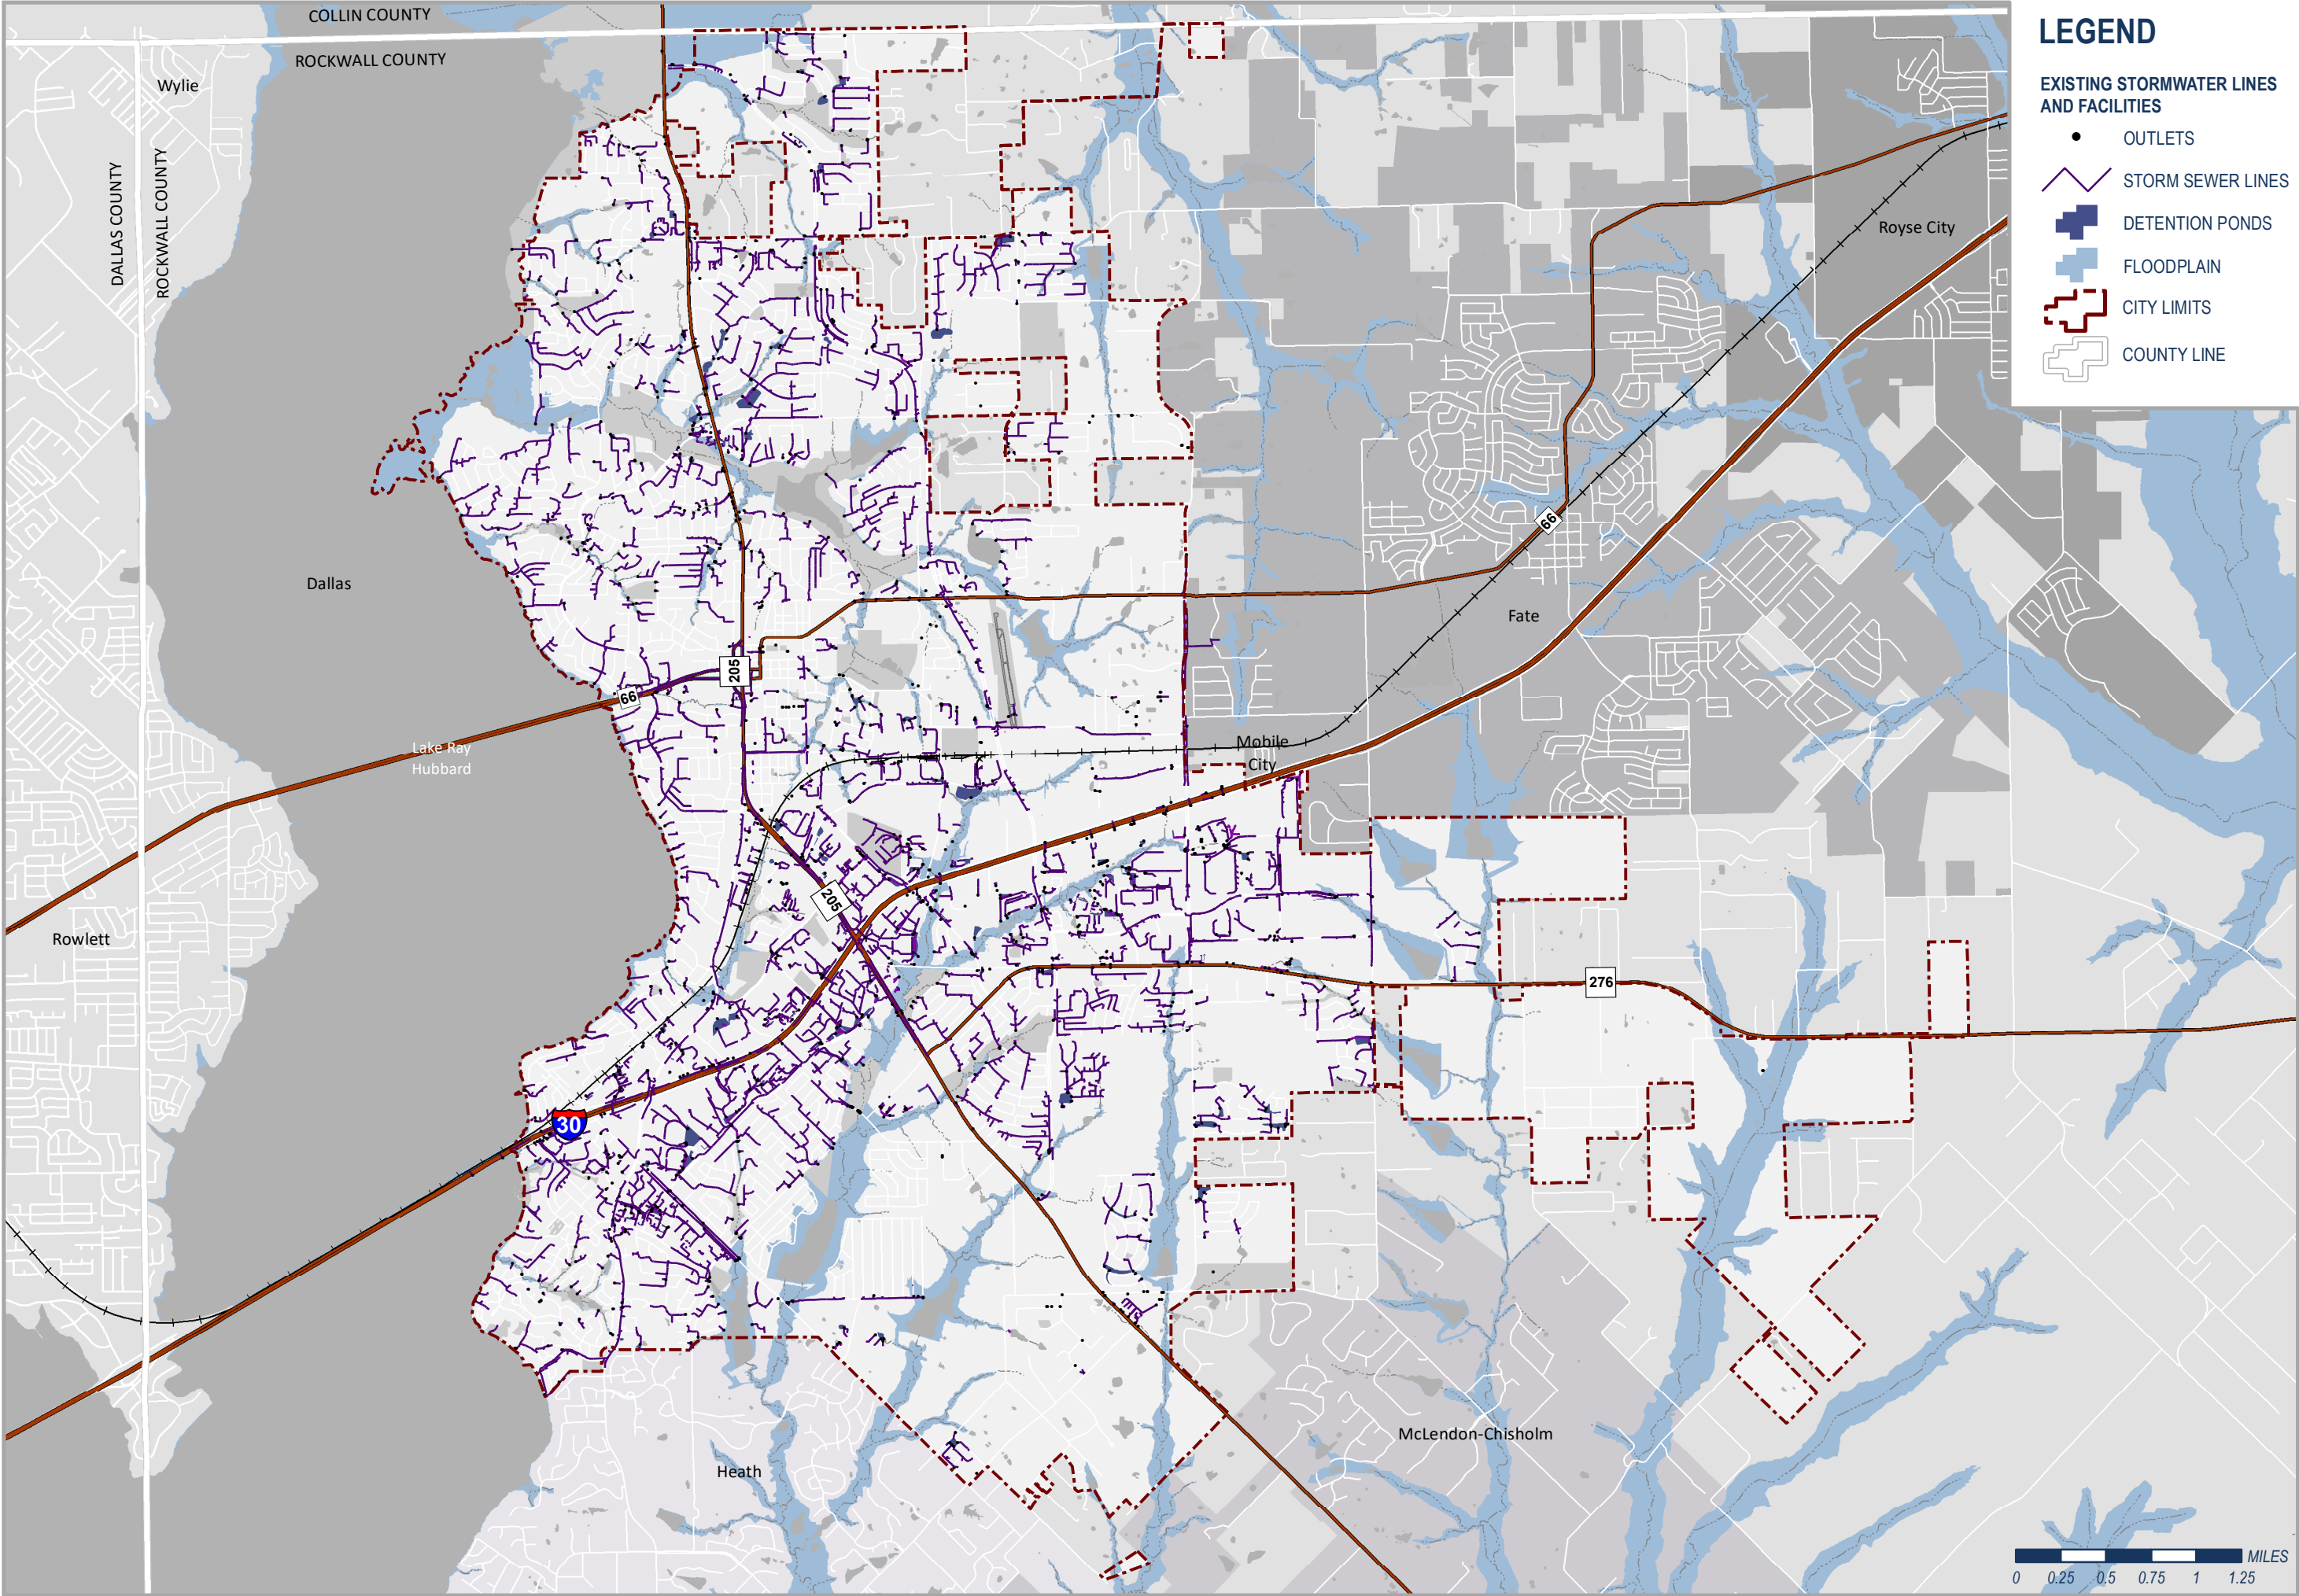 COLLIN COUNTY
ROCKWALL COUNTY
Wylie
DALLAS COUNTY
ROCKWALL COUNTY
LEGEND
EXISTING STORMWATER LINES
AND FACILITIES
OUTLETS
STORM SEWER LINES
DETENTION PONDS
FLOODPLAIN
CITY LIMITS
COUNTY LINE
Royse City
66
Dallas
Fate
205
66
Lake Ray
Hubbard
Mobile
City
205
Rowlett
276
30
McLendon-Chisholm
Heath
MILES
0 0.25 0.5 0.75 1 1.25